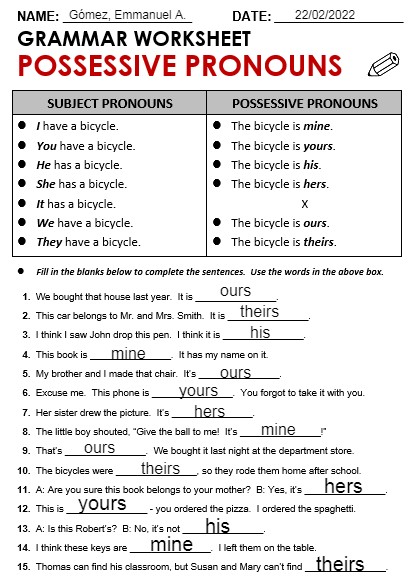 NAME: Gómez, Emmanuel A. DATE: 22/02/2022
GRAMMAR WORKSHEET
POSSESSIVE PRONOUNS
SUBJECT PRONOUNS POSSESSIVE PRONOUNS
● I have a bicycle. ● The bicycle is mine.
● You have a bicycle. ● The bicycle is yours.
● He has a bicycle. ● The bicycle is his.
● She has a bicycle. ● The bicycle is hers.
● It has a bicycle. X
● We have a bicycle. ● The bicycle is ours.
● They have a bicycle. ● The bicycle is theirs.
● Fill in the blanks below to complete the sentences. Use the words in the above box.
1. We bought that house last year. It is ours.
2. This car belongs to Mr. and Mrs. Smith. It is theirs.
3. I think I saw John drop this pen. I think it is his.
4. This book is mine. It has my name on it.
5. My brother and I made that chair. It's ours.
6. Excuse me. This phone is yours. You forgot to take it with you.
7. Her sister drew the picture. It's hers.
8. The little boy shouted, "Give the ball to me! It's mine!"
9. That's ours. We bought it last night at the department store.
10. The bicycles were theirs, so they rode them home after school.
11. A: Are you sure this book belongs to your mother? B: Yes, it's hers.
12. This is yours - you ordered the pizza. I ordered the spaghetti.
13. A: Is this Robert's? B: No, it's not his.
14. I think these keys are mine. I left them on the table.
15. Thomas can find his classroom, but Susan and Mary can't find theirs.